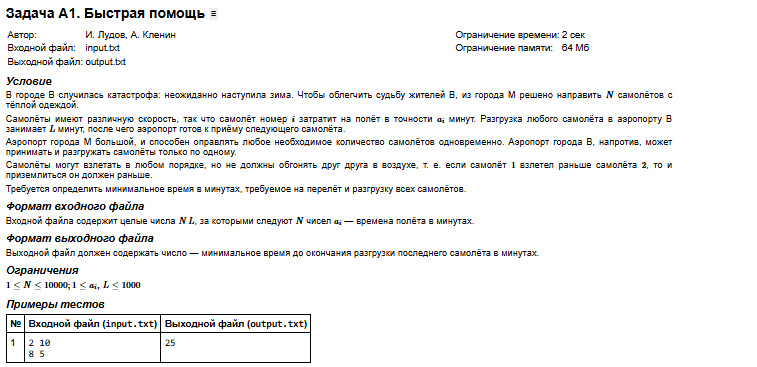 Задача A1. Быстрая помощь ≡
Автор: И. Лудов, А. Кленин Ограничение времени: 2 сек
Входной файл: input.txt Ограничение памяти: 64 Мб
Выходной файл: output.txt
Условие
В городе В случилась катастрофа: неожиданно наступила зима. Чтобы облегчить судьбу жителей В, из города М решено направить N самолётов с
тёплой одеждой.
Самолёты имеют различную скорость, так что самолёт номер i затратит на полёт в точности aᵢ минут. Разгрузка любого самолёта в аэропорту В
занимает L минут, после чего аэропорт готов к приёму следующего самолёта.
Аэропорт города М большой, и способен оправлять любое необходимое количество самолётов одновременно. Аэропорт города В, напротив, может
принимать и разгружать самолёты только по одному.
Самолёты могут взлетать в любом порядке, но не должны обгонять друг друга в воздухе, т. е. если самолёт 1 взлетел раньше самолёта 2, то и
приземлиться он должен раньше.
Требуется определить минимальное время в минутах, требуемое на перелёт и разгрузку всех самолётов.
Формат входного файла
Входной файл содержит целые числа N L, за которыми следуют N чисел aᵢ — времена полёта в минутах.
Формат выходного файла
Выходной файл должен содержать число — минимальное время до окончания разгрузки последнего самолёта в минутах.
Ограничения
1 ≤ N ≤ 10000; 1 ≤ aᵢ, L ≤ 1000
Примеры тестов
№ Входной файл (input.txt) Выходной файл (output.txt)
1 2 10 25
8 5